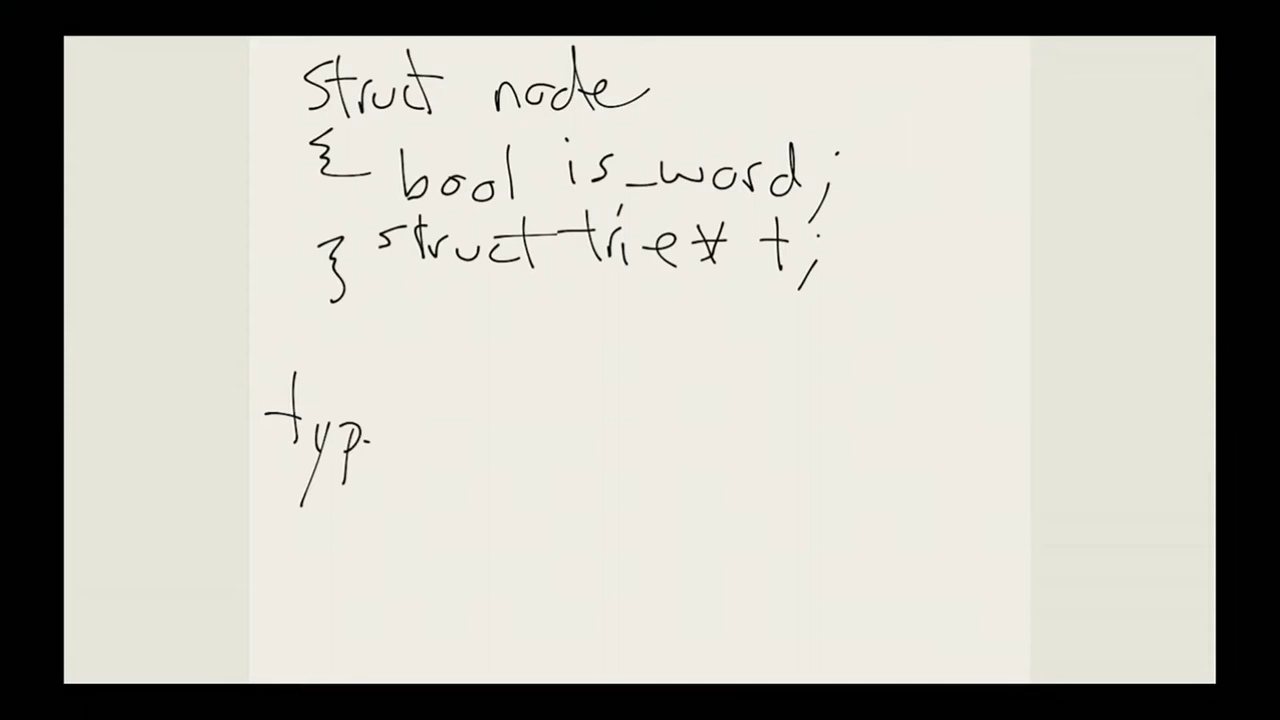 struct node
{ bool is_word;
} struct trie * t;
typ